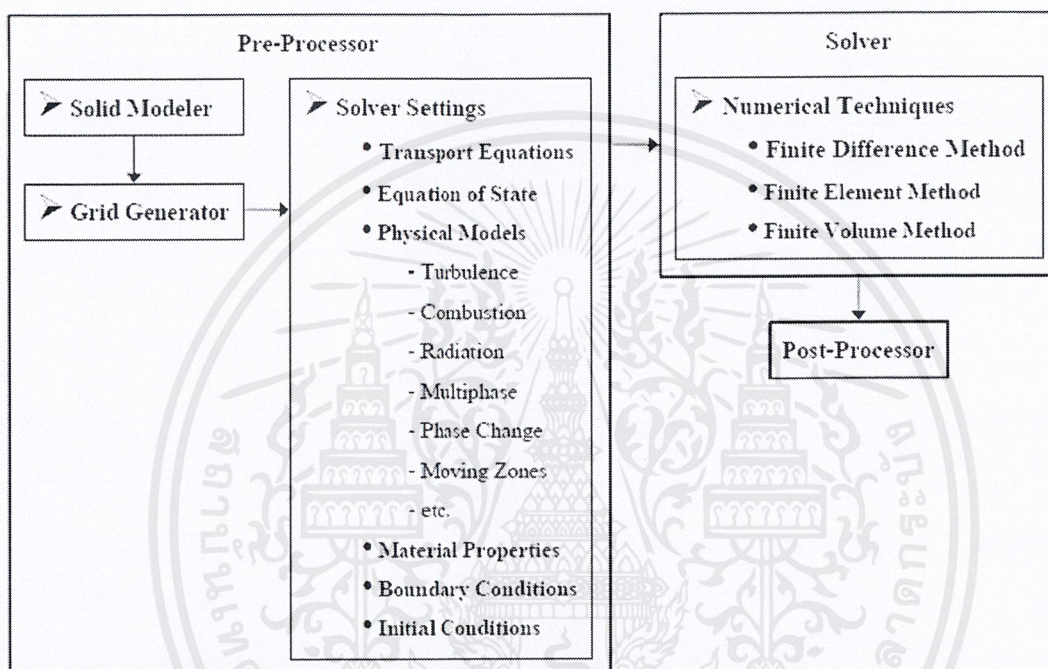 Pre-Processor
➤ Solid Modeler
➤ Grid Generator
➤ Solver Settings
• Transport Equations
• Equation of State
• Physical Models
- Turbulence
- Combustion
- Radiation
- Multiphase
- Phase Change
- Moving Zones
- etc.
• Material Properties
• Boundary Conditions
• Initial Conditions
Solver
➤ Numerical Techniques
• Finite Difference Method
• Finite Element Method
• Finite Volume Method
Post-Processor